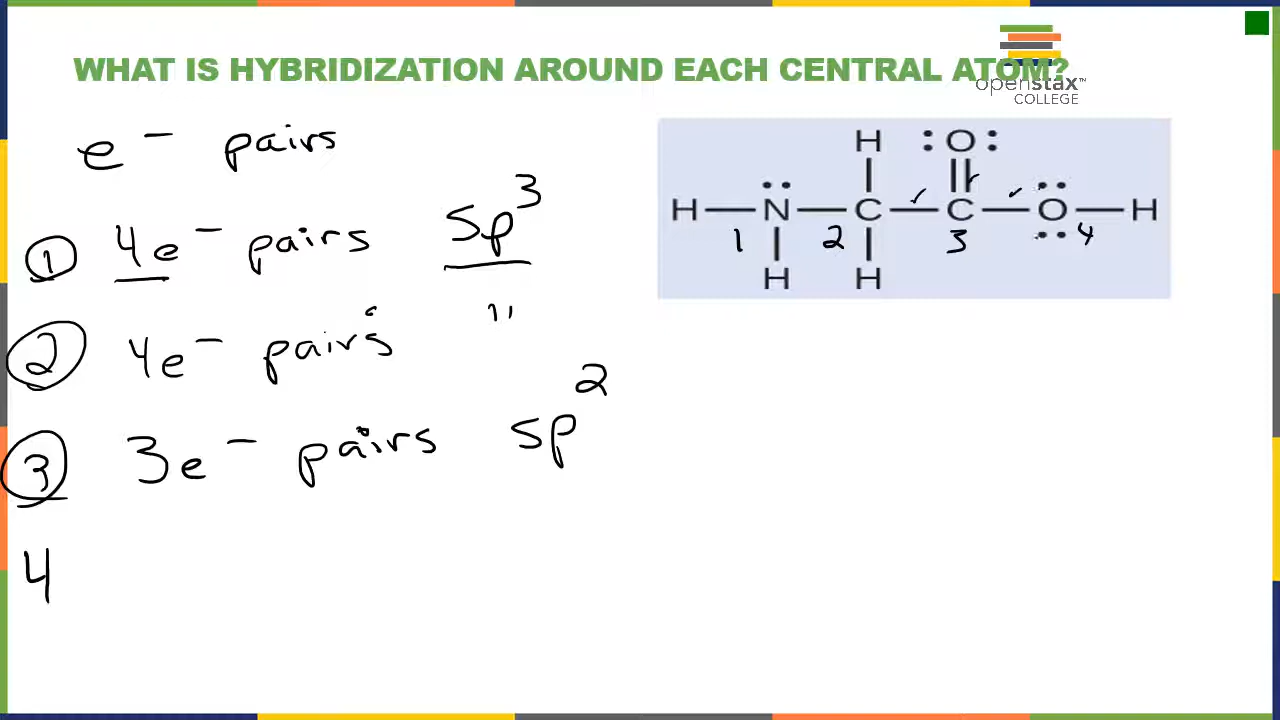 WHAT IS HYBRIDIZATION AROUND EACH CENTRAL ATOM?
openstax™
COLLEGE
e⁻ pairs
① 4e⁻ pairs sp³
② 4e⁻ pairs "
③ 3e⁻ pairs sp²
4
H :O:
H—N—C—C—O—H
1 2 3 4
H H